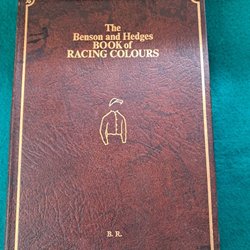 The
Benson and Hedges
BOOK of
RACING COLOURS
B. R.